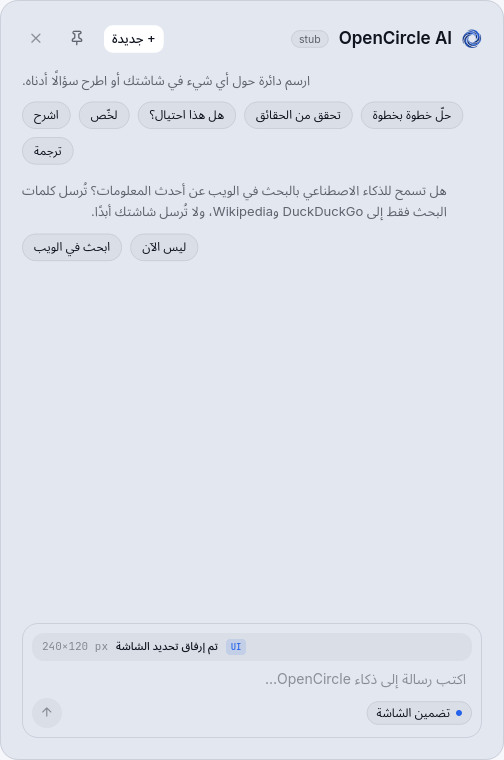 OpenCircle AI
stub
+ جديدة
ارسم دائرة حول أي شيء في شاشتك أو اطرح سؤالًا أدناه.
حلّ خطوة بخطوة
تحقق من الحقائق
هل هذا احتيال؟
لخّص
اشرح
ترجمة
هل تسمح للذكاء الاصطناعي بالبحث في الويب عن أحدث المعلومات؟ تُرسل كلمات
البحث فقط إلى DuckDuckGo وWikipedia، ولا تُرسل شاشتك أبدًا.
ليس الآن
ابحث في الويب
UI
تم إرفاق تحديد الشاشة
240×120 px
اكتب رسالة إلى ذكاء OpenCircle...
تضمين الشاشة